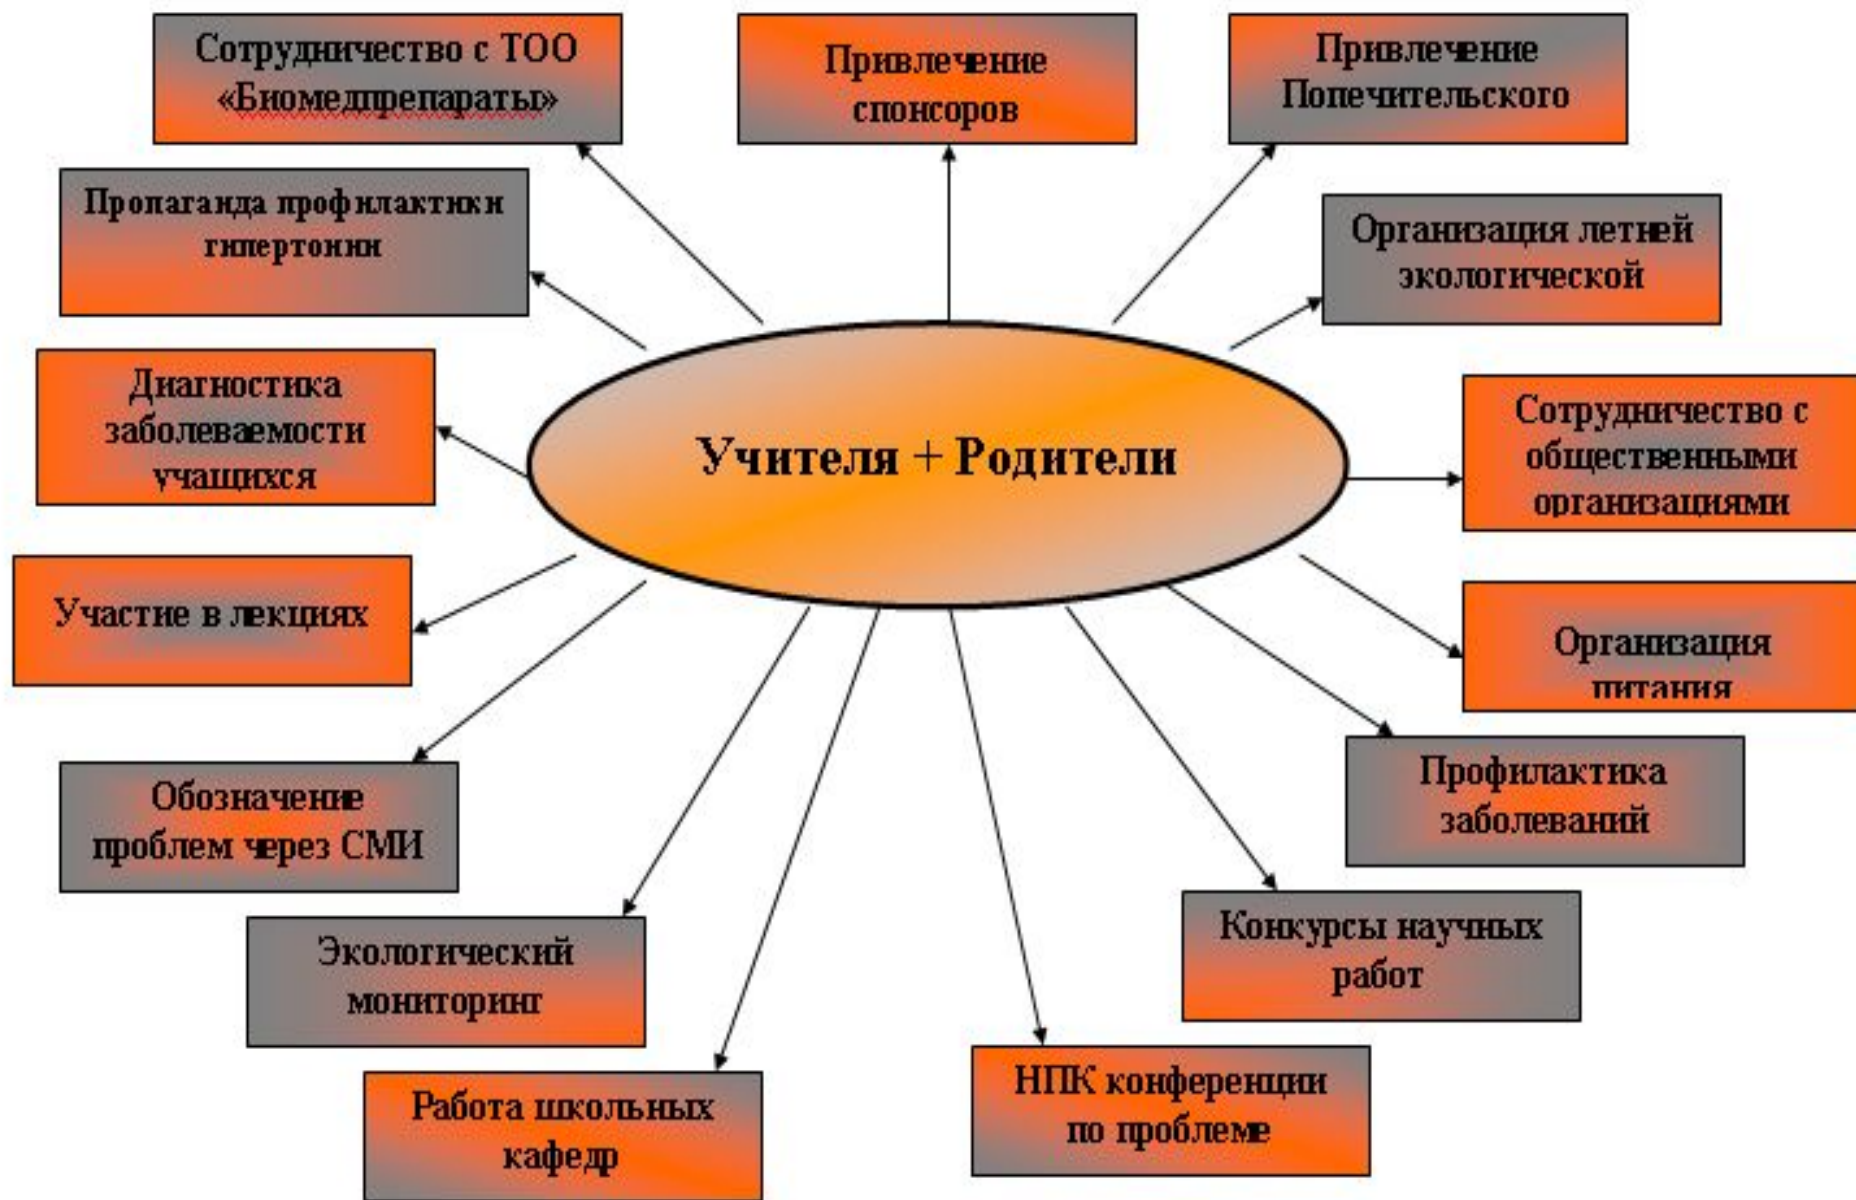 Сотрудничество с ТОО
«Биомедпрепараты»
Привлечение
спонсоров
Привлечение
Попечительского
Пропаганда профилактики
гипертонии
Организация летней
экологической
Диагностика
заболеваемости
учащихся
Учителя + Родители
Сотрудничество с
общественными
организациями
Участие в лекциях
Организация
питания
Обозначение
проблем через СМИ
Профилактика
заболеваний
Экологический
мониторинг
Конкурсы научных
работ
Работа школьных
кафедр
НПК конференции
по проблеме